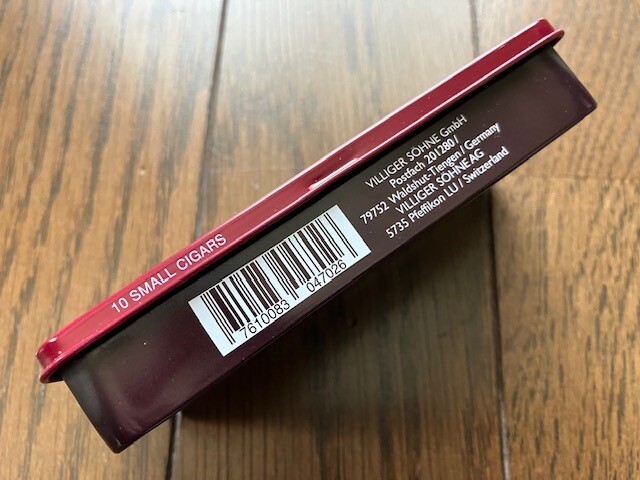 10 SMALL CIGARS
7610083 047026
VILLIGER SÖHNE GmbH
Postfach 201280/
79752 Waldshut-Tiengen/Germany
VILLIGER SÖHNE AG
5735 Pfeffikon LU/Switzerland